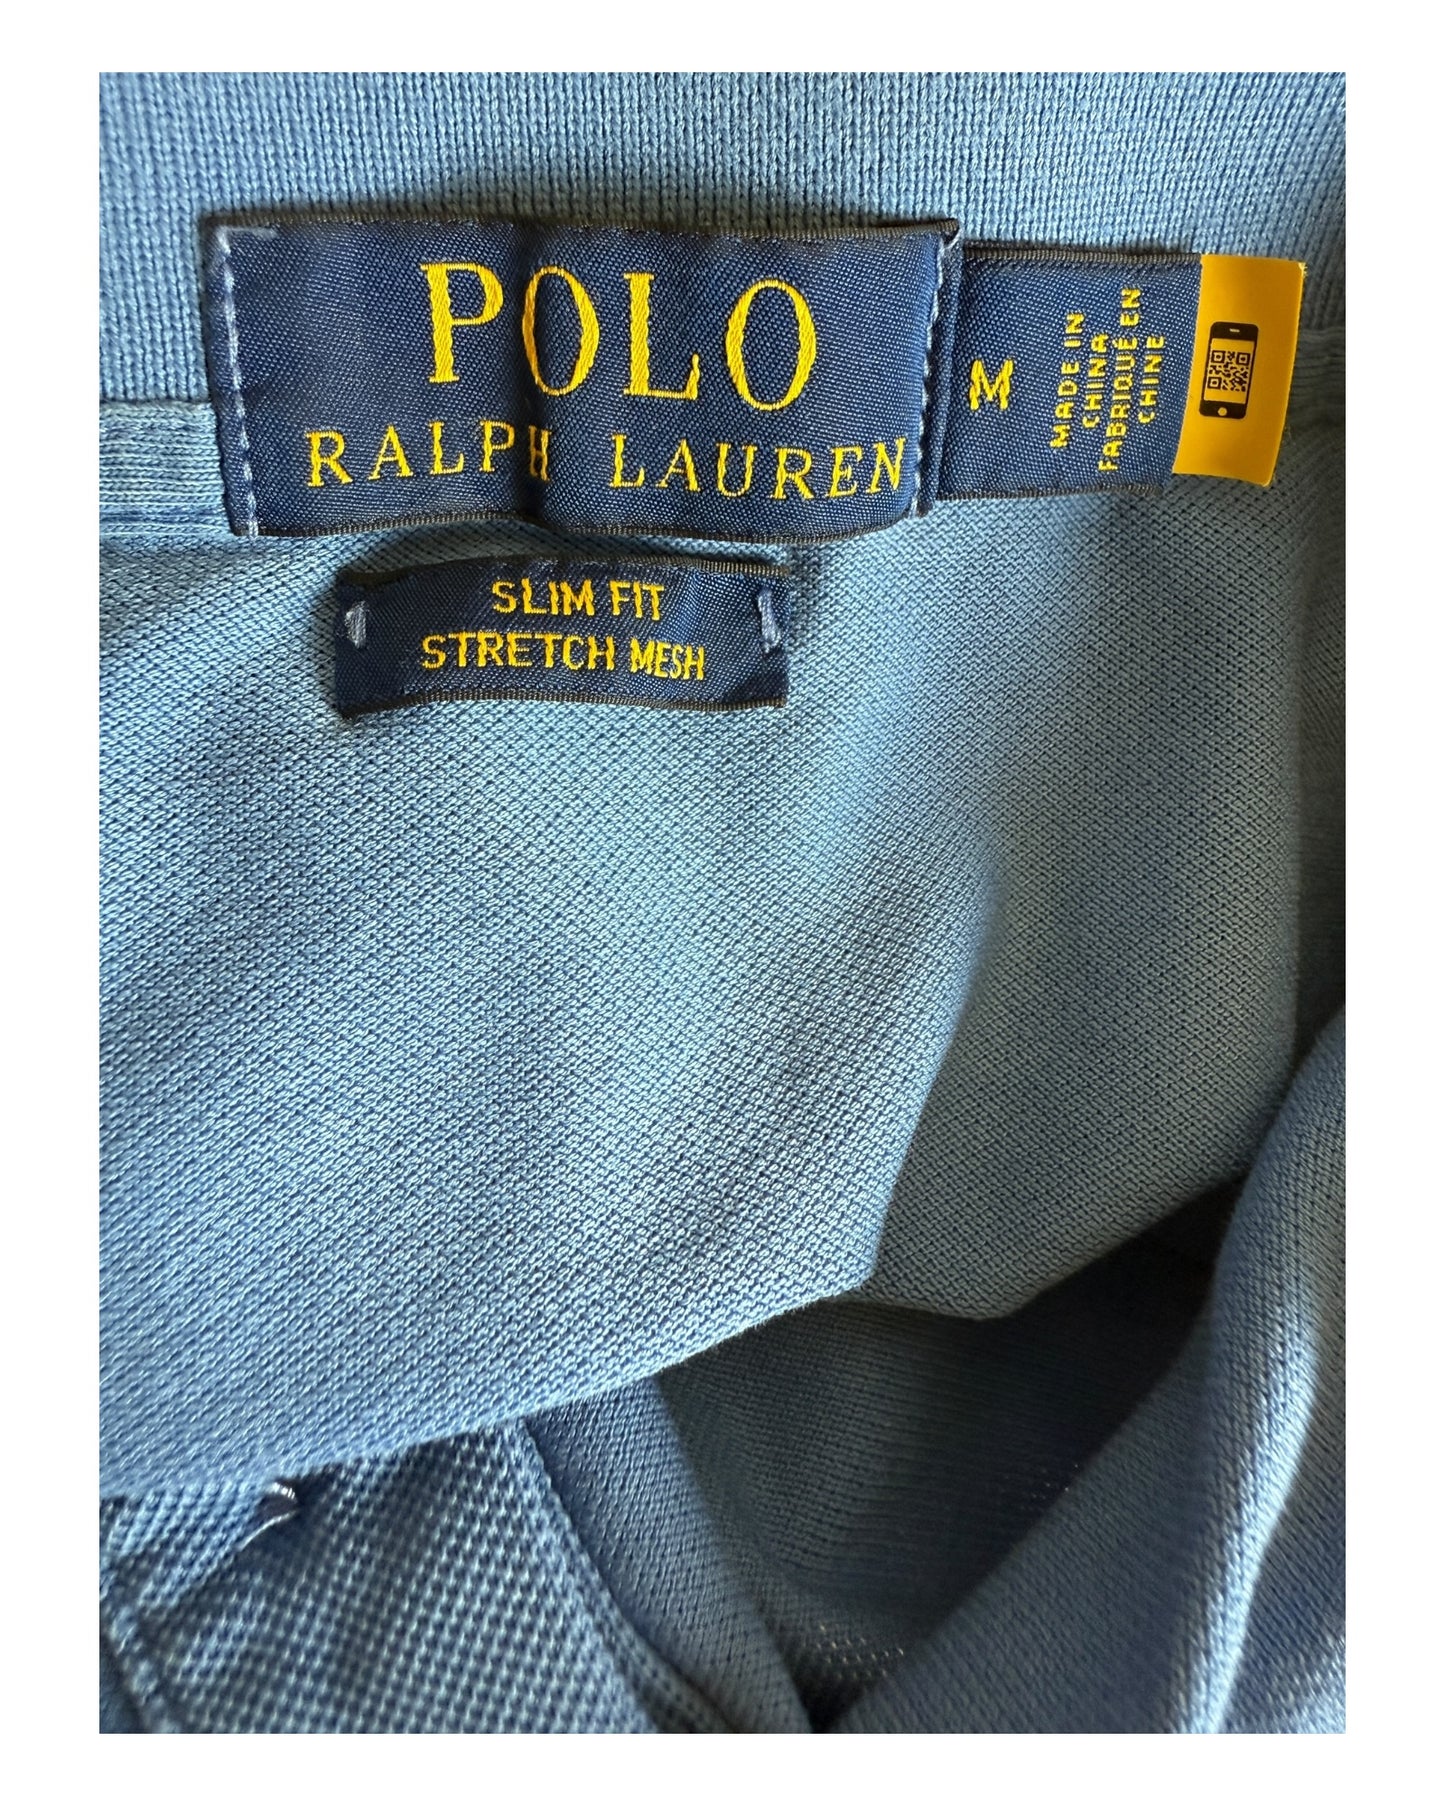 POLO
RALPH LAUREN
SLIM FIT
STRETCH MESH
M
MADE IN
CHINA
FABRIQUÉ EN
CHINE